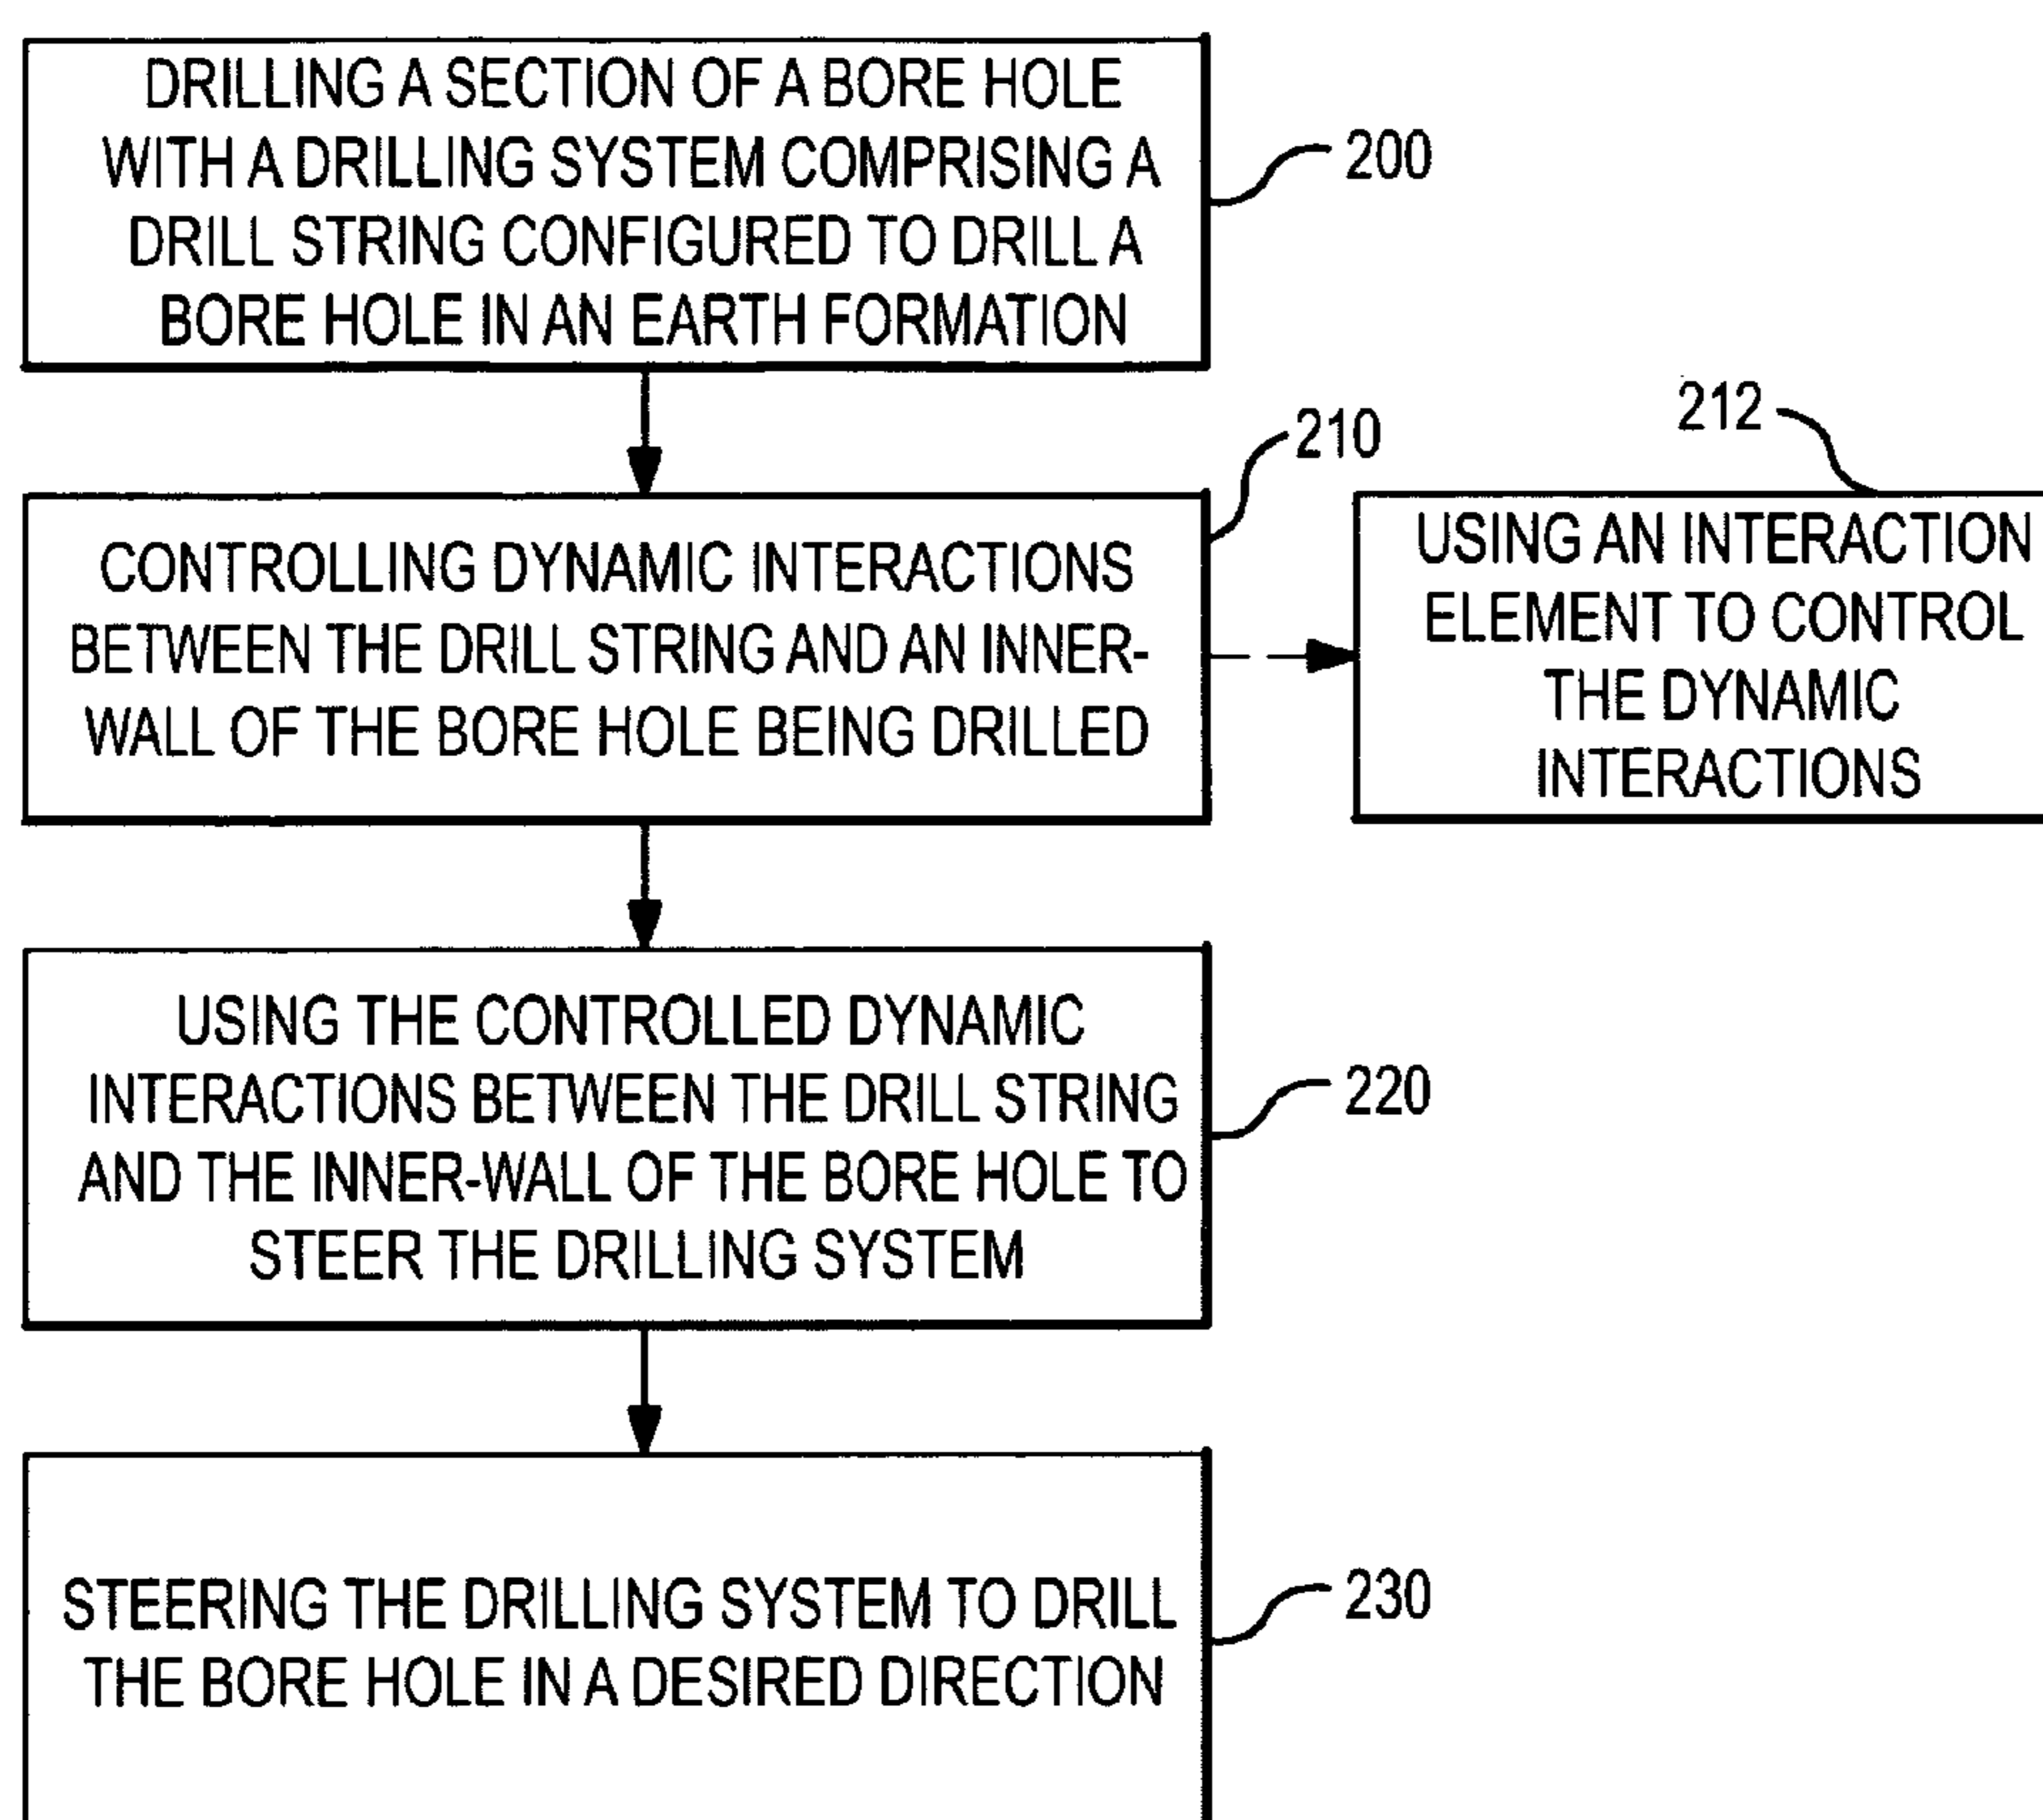 DRILLING A SECTION OF A BORE HOLE
WITH A DRILLING SYSTEM COMPRISING A
DRILL STRING CONFIGURED TO DRILL A
BORE HOLE IN AN EARTH FORMATION
200
210
CONTROLLING DYNAMIC INTERACTIONS
BETWEEN THE DRILL STRING AND AN INNER-
WALL OF THE BORE HOLE BEING DRILLED
212
USING AN INTERACTION
ELEMENT TO CONTROL
THE DYNAMIC
INTERACTIONS
USING THE CONTROLLED DYNAMIC
INTERACTIONS BETWEEN THE DRILL STRING
AND THE INNER-WALL OF THE BORE HOLE TO
STEER THE DRILLING SYSTEM
220
STEERING THE DRILLING SYSTEM TO DRILL
THE BORE HOLE IN A DESIRED DIRECTION
230